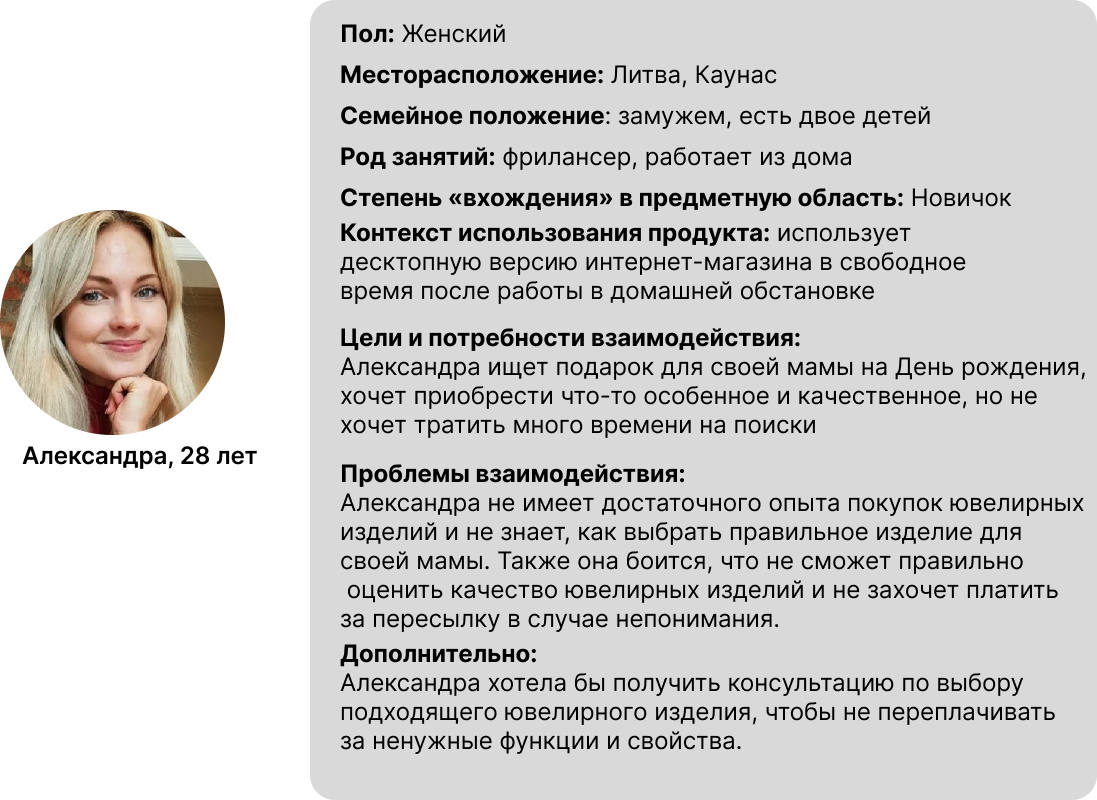 Александра, 28 лет
Пол: Женский
Месторасположение: Литва, Каунас
Семейное положение: замужем, есть двое детей
Род занятий: фрилансер, работает из дома
Степень «вхождения» в предметную область: Новичок
Контекст использования продукта: использует
десктопную версию интернет-магазина в свободное
время после работы в домашней обстановке
Цели и потребности взаимодействия:
Александра ищет подарок для своей мамы на День рождения,
хочет приобрести что-то особенное и качественное, но не
хочет тратить много времени на поиски
Проблемы взаимодействия:
Александра не имеет достаточного опыта покупок ювелирных
изделий и не знает, как выбрать правильное изделие для
своей мамы. Также она боится, что не сможет правильно
оценить качество ювелирных изделий и не захочет платить
за пересылку в случае непонимания.
Дополнительно:
Александра хотела бы получить консультацию по выбору
подходящего ювелирного изделия, чтобы не переплачивать
за ненужные функции и свойства.